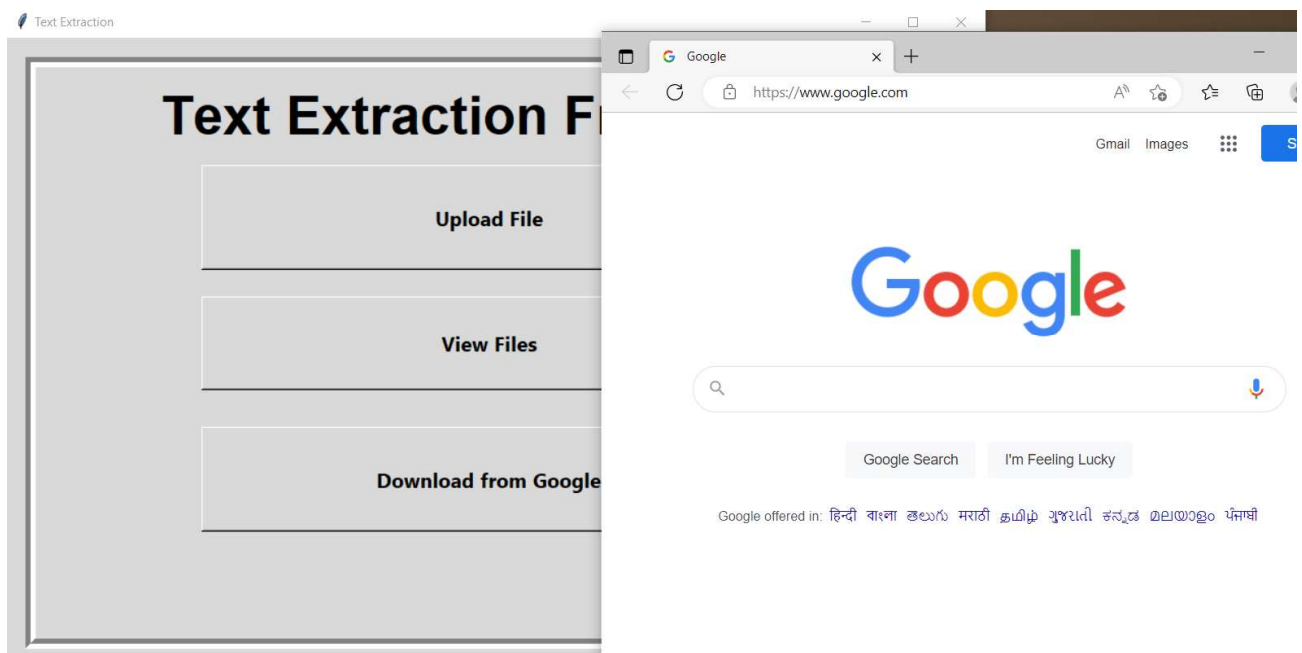 Text Extraction
Text Extraction F
Upload File
View Files
Download from Google
Google
https://www.google.com
Gmail Images
S
Google
Google Search I'm Feeling Lucky
Google offered in: हिन्दी বাংলা తెలుగు मराठी தமிழ் ગુજરાતી ಕನ್ನಡ മലയാളം ਪੰਜਾਬੀ